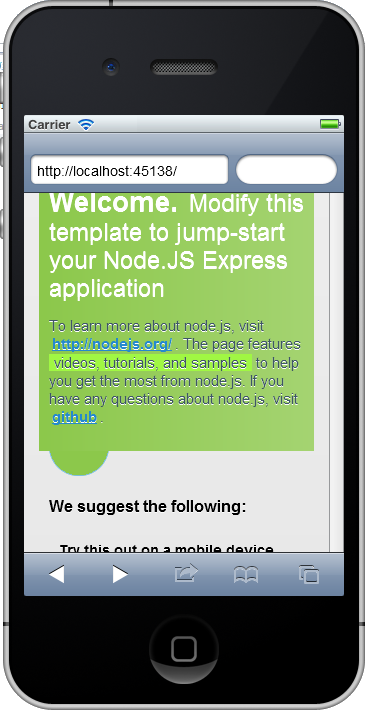 Carrier
http://localhost:45138/
Welcome. Modify this
template to jump-start
your Node.JS Express
application
To learn more about node.js, visit
http://nodejs.org/ . The page features
videos, tutorials, and samples to help
you get the most from node.js. If you
have any questions about node.js, visit
github .
We suggest the following:
Try this out on a mobile device